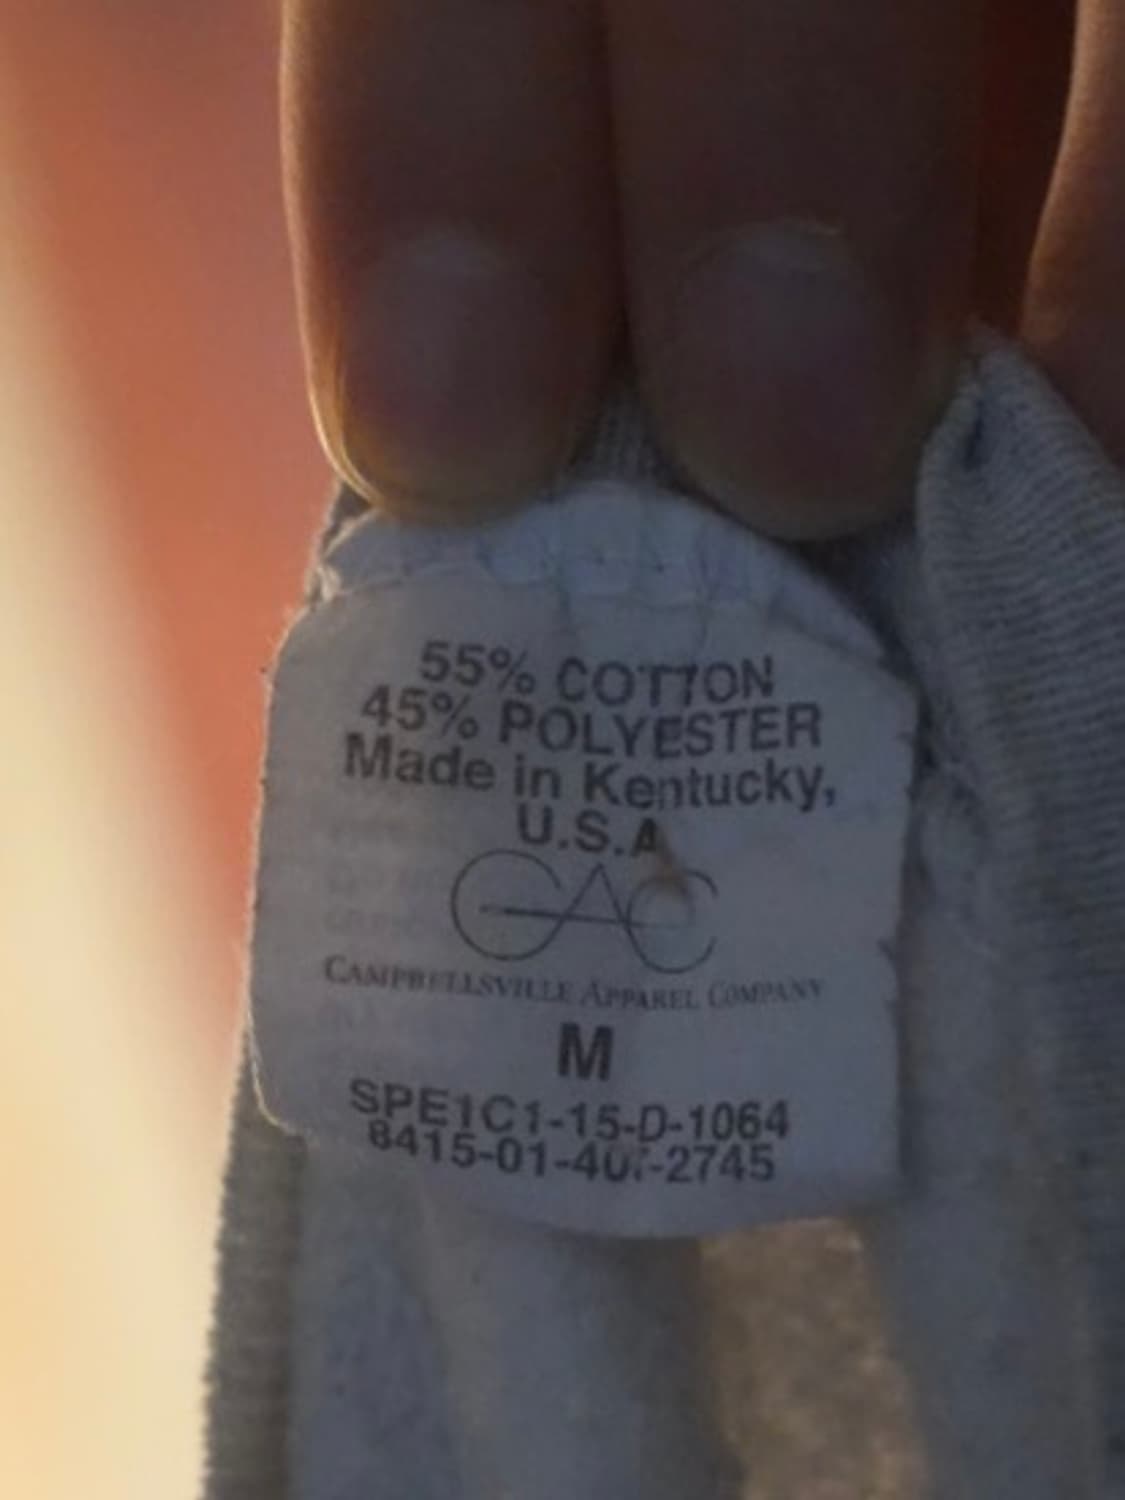 55% COTTON
45% POLYESTER
Made in Kentucky,
U.S.A
CAC
CAMPBELLSVILLE APPAREL COMPANY
M
SPE1C1-15-D-1064